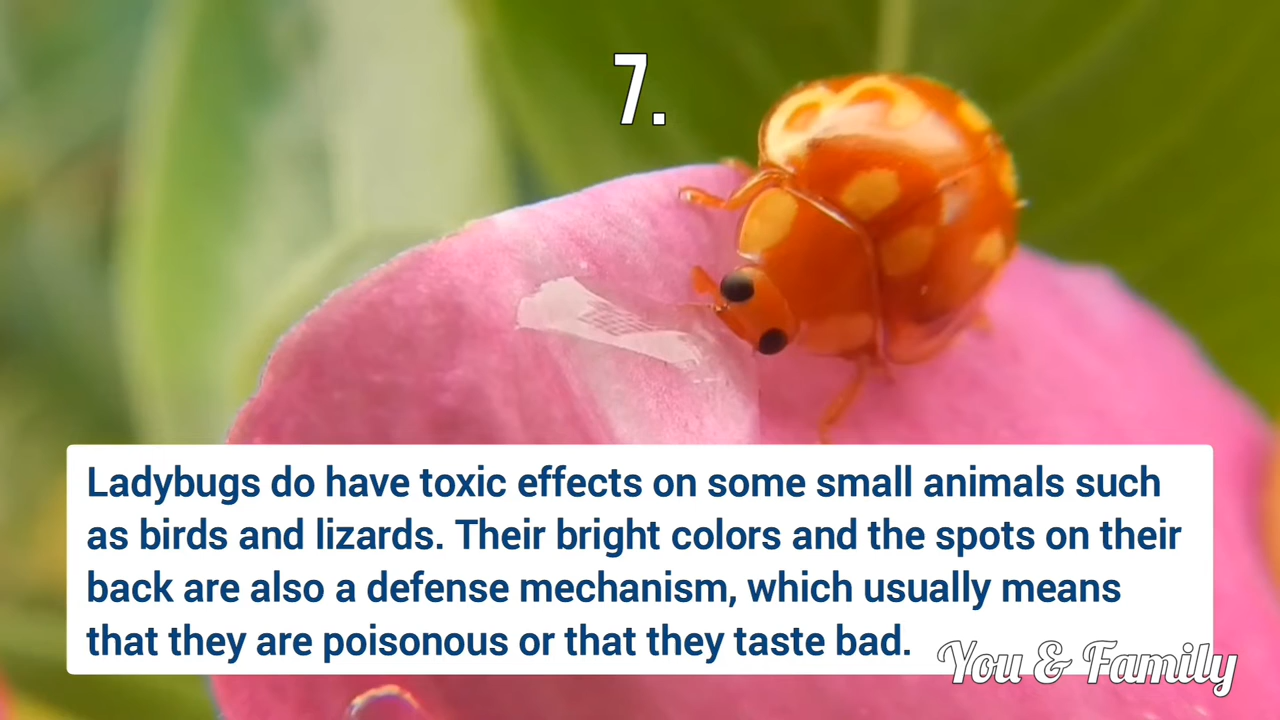 7.
Ladybugs do have toxic effects on some small animals such
as birds and lizards. Their bright colors and the spots on their
back are also a defense mechanism, which usually means
that they are poisonous or that they taste bad.
You & Family